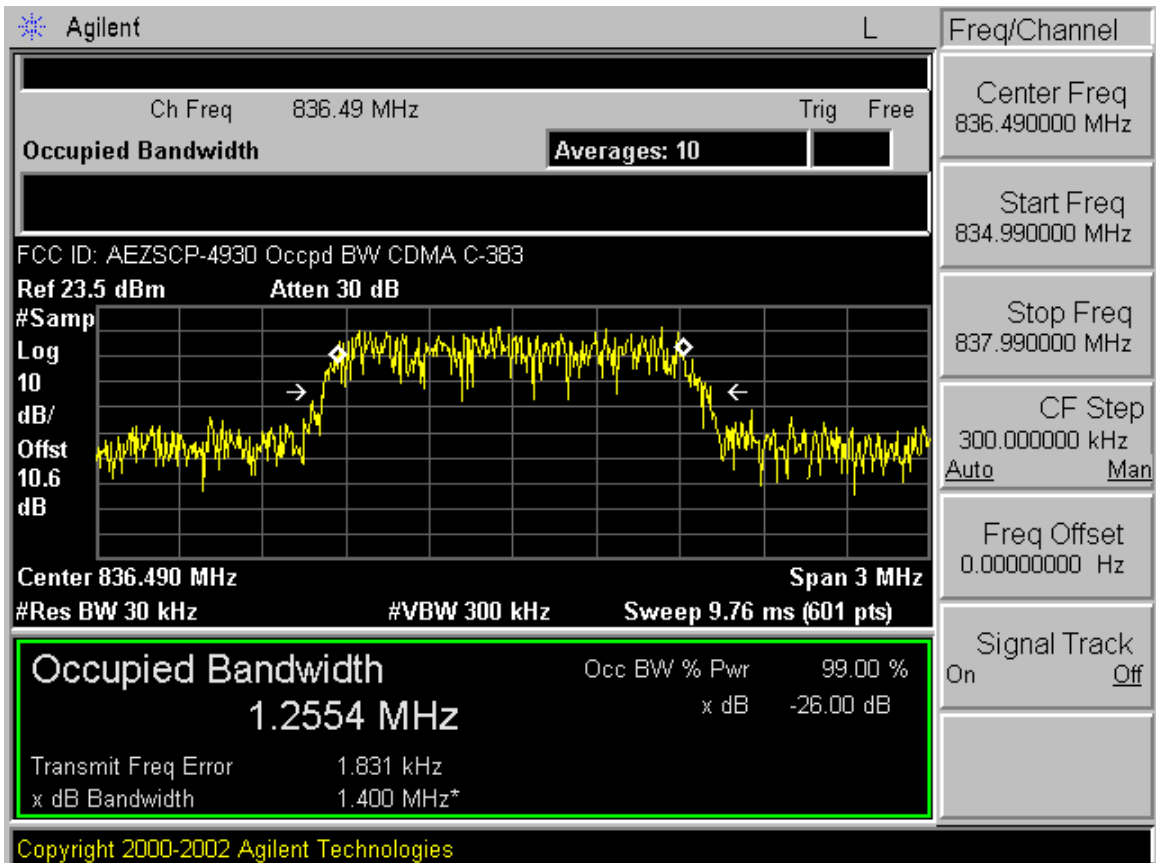 Agilent L
Ch Freq 836.49 MHz Trig Free
Occupied Bandwidth Averages: 10
FCC ID: AEZSCP-4930 Occpd BW CDMA C-383
Ref 23.5 dBm Atten 30 dB
#Samp
Log
10
dB/
Offst
10.6
dB
Center 836.490 MHz Span 3 MHz
#Res BW 30 kHz #VBW 300 kHz Sweep 9.76 ms (601 pts)
Occupied Bandwidth Occ BW % Pwr 99.00 %
1.2554 MHz x dB -26.00 dB
Transmit Freq Error 1.831 kHz
x dB Bandwidth 1.400 MHz*
Copyright 2000-2002 Agilent Technologies
Freq/Channel
Center Freq
836.490000 MHz
Start Freq
834.990000 MHz
Stop Freq
837.990000 MHz
CF Step
300.000000 kHz
Auto Man
Freq Offset
0.00000000 Hz
Signal Track
On Off